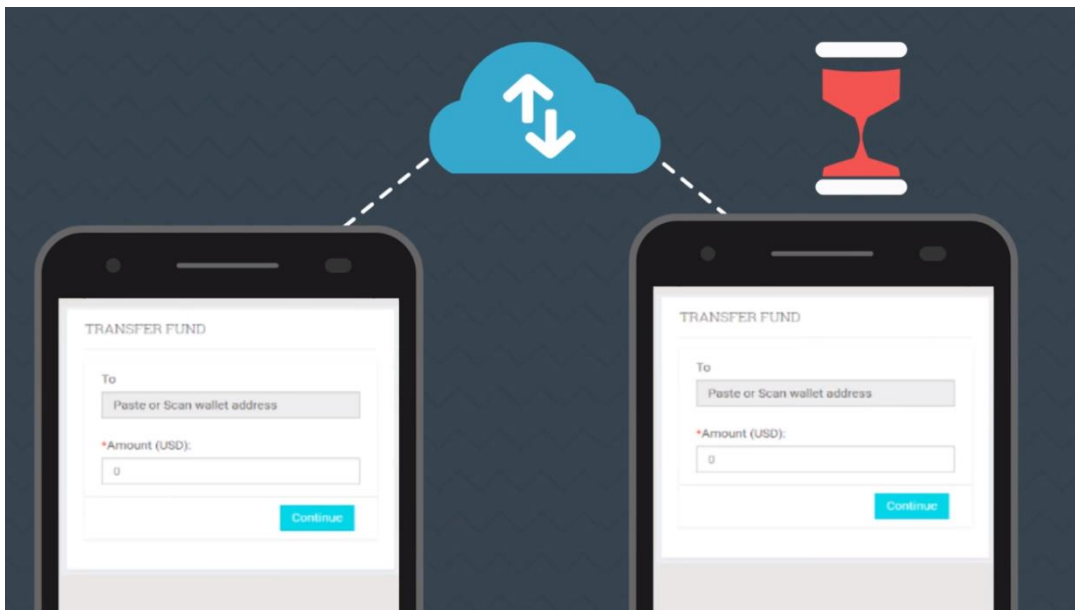 TRANSFER FUND
To
Paste or Scan wallet address
*Amount (USD):
0
Continue
TRANSFER FUND
To
Paste or Scan wallet address
*Amount (USD):
0
Continue